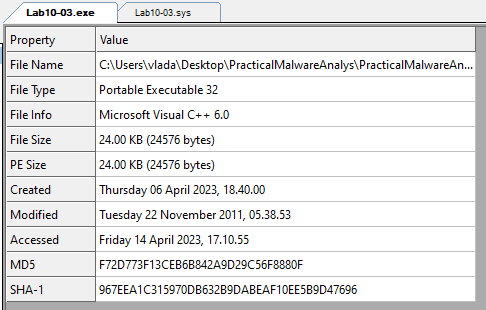 Lab10-03.exe Lab10-03.sys
Property Value
File Name C:\Users\vlada\Desktop\PracticalMalwareAnalys\PracticalMalwareAn...
File Type Portable Executable 32
File Info Microsoft Visual C++ 6.0
File Size 24.00 KB (24576 bytes)
PE Size 24.00 KB (24576 bytes)
Created Thursday 06 April 2023, 18.40.00
Modified Tuesday 22 November 2011, 05.38.53
Accessed Friday 14 April 2023, 17.10.55
MD5 F72D773F13CEB6B842A9D29C56F8880F
SHA-1 967EEA1C315970DB632B9DABEAF10EE5B9D47696